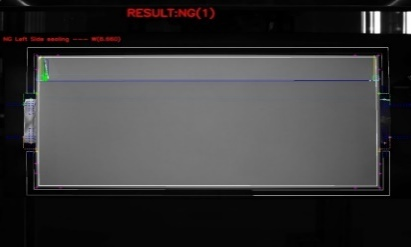 RESULT:NG(1)
NG Left Side sealing ---